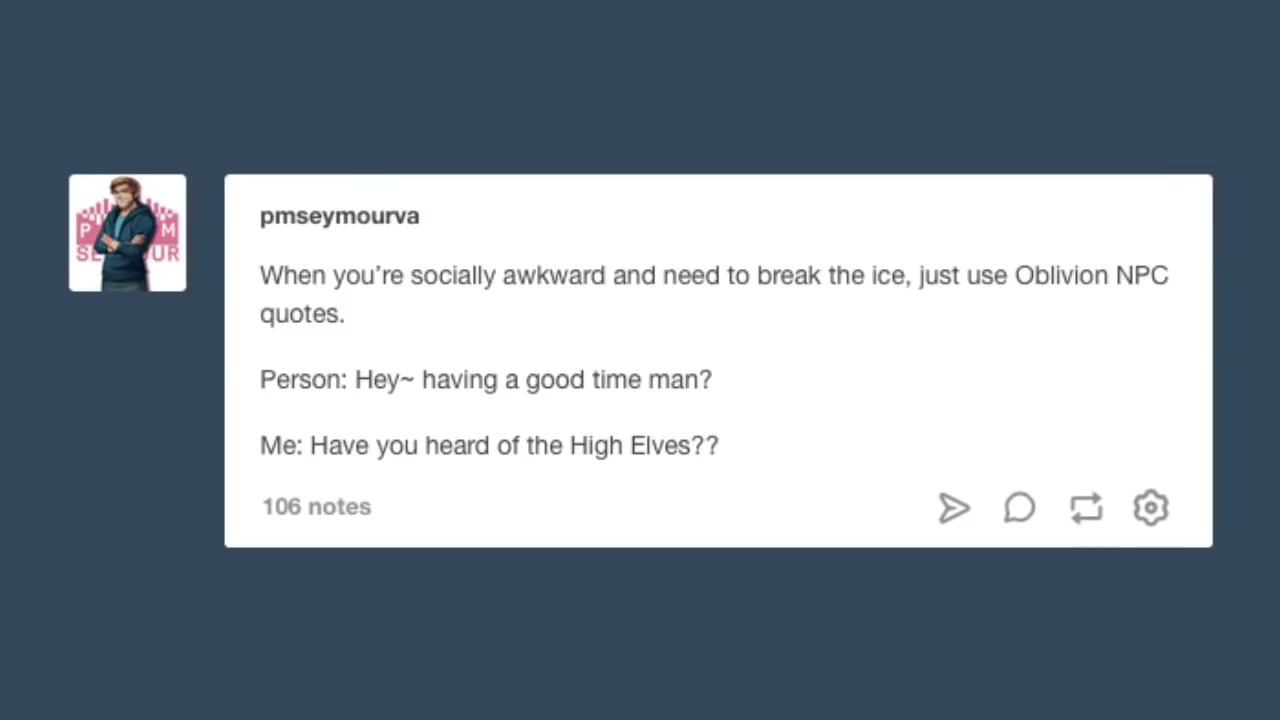 pmseymourva
When you’re socially awkward and need to break the ice, just use Oblivion NPC
quotes.
Person: Hey~ having a good time man?
Me: Have you heard of the High Elves??
106 notes
P M